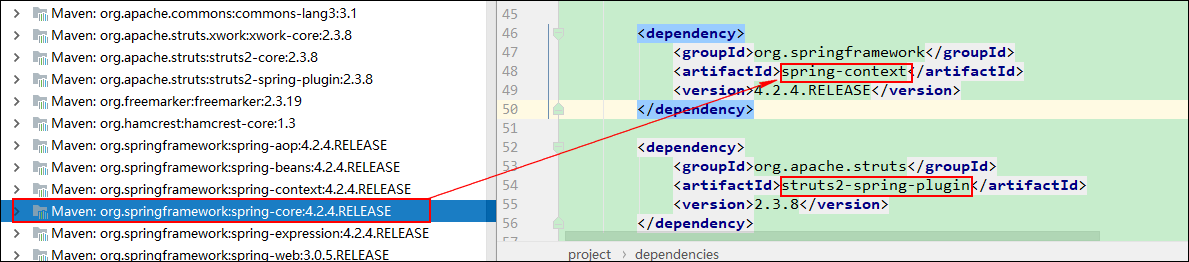 Maven: org.apache.commons:commons-lang3:3.1
Maven: org.apache.struts.xwork:xwork-core:2.3.8
Maven: org.apache.struts:struts2-core:2.3.8
Maven: org.apache.struts:struts2-spring-plugin:2.3.8
Maven: org.freemarker:freemarker:2.3.19
Maven: org.hamcrest:hamcrest-core:1.3
Maven: org.springframework:spring-aop:4.2.4.RELEASE
Maven: org.springframework:spring-beans:4.2.4.RELEASE
Maven: org.springframework:spring-context:4.2.4.RELEASE
Maven: org.springframework:spring-core:4.2.4.RELEASE
Maven: org.springframework:spring-expression:4.2.4.RELEASE
Maven: org.springframework:spring-web:3.0.5.RELEASE
45
46 <dependency>
47 <groupId>org.springframework</groupId>
48 <artifactId>spring-context</artifactId>
49 <version>4.2.4.RELEASE</version>
50 </dependency>
51
52 <dependency>
53 <groupId>org.apache.struts</groupId>
54 <artifactId>struts2-spring-plugin</artifactId>
55 <version>2.3.8</version>
56 </dependency>
57
project › dependencies